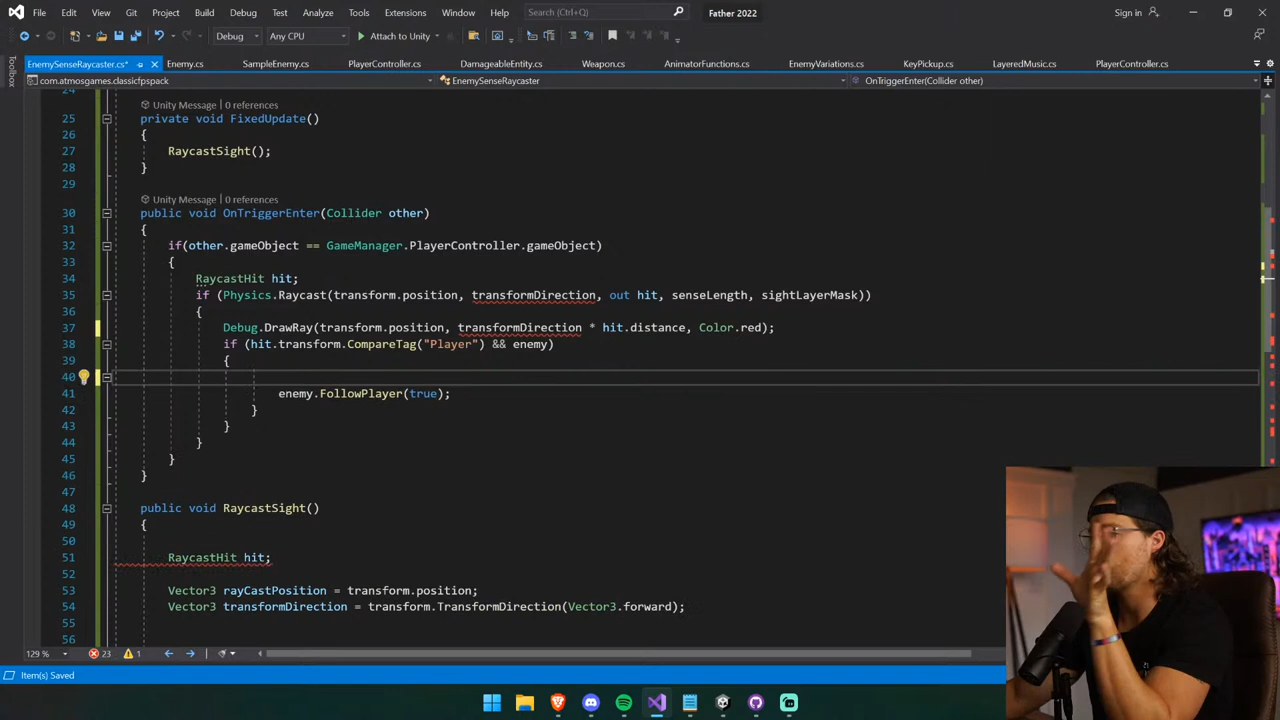 File Edit View Git Project Build Debug Test Analyze Tools Extensions Window Help Search (Ctrl+Q) Father 2022 Sign in
Debug Any CPU Attach to Unity
Toolbox
EnemySenseRaycaster.cs* Enemy.cs SampleEnemy.cs PlayerController.cs DamageableEntity.cs Weapon.cs AnimatorFunctions.cs EnemyVariations.cs KeyPickup.cs LayeredMusic.cs PlayerController.cs
com.atmosgames.classicfpspack EnemySenseRaycaster OnTriggerEnter(Collider other)
24
Unity Message | 0 references
25 private void FixedUpdate()
26 {
27 RaycastSight();
28 }
29
Unity Message | 0 references
30 public void OnTriggerEnter(Collider other)
31 {
32 if(other.gameObject == GameManager.PlayerController.gameObject)
33 {
34 RaycastHit hit;
35 if (Physics.Raycast(transform.position, transformDirection, out hit, senseLength, sightLayerMask))
36 {
37 Debug.DrawRay(transform.position, transformDirection * hit.distance, Color.red);
38 if (hit.transform.CompareTag("Player") && enemy)
39 {
40
41 enemy.FollowPlayer(true);
42 }
43 }
44 }
45 }
46 }
47
48 public void RaycastSight()
49 {
50
51 RaycastHit hit;
52
53 Vector3 rayCastPosition = transform.position;
54 Vector3 transformDirection = transform.TransformDirection(Vector3.forward);
55
56
129 % 23 1
Item(s) Saved